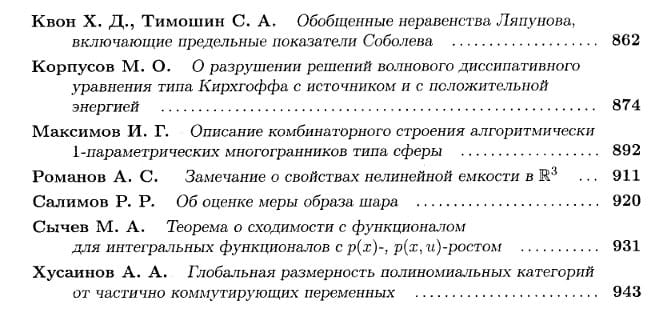 Квон Х. Д., Тимошин С. А. Обобщенные неравенства Ляпунова,
включающие предельные показатели Соболева ..................... 862
Корпусов М. О. О разрушении решений волнового диссипативного
уравнения типа Кирхгоффа с источником и с положительной
энергией ............................................................ 874
Максимов И. Г. Описание комбинаторного строения алгоритмически
1-параметрических многогранников типа сферы .................... 892
Романов А. С. Замечание о свойствах нелинейной емкости в ℝ³ ... 911
Салимов Р. Р. Об оценке меры образа шара ........................... 920
Сычев М. А. Теорема о сходимости с функционалом
для интегральных функционалов с p(x)-, p(x, u)-ростом ........... 931
Хусаинов А. А. Глобальная размерность полиномиальных категорий
от частично коммутирующих переменных ......................... 943